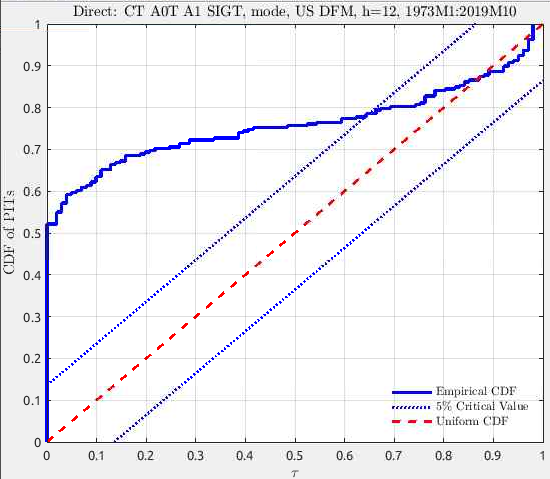 Direct: CT A0T A1 SIGT, mode, US DFM, h=12, 1973M1:2019M10
1
0.9
0.8
0.7
0.6
0.5
0.4
0.3
0.2
0.1
0
CDF of PITs
0 0.1 0.2 0.3 0.4 0.5 0.6 0.7 0.8 0.9 1
τ
Empirical CDF
5% Critical Value
Uniform CDF